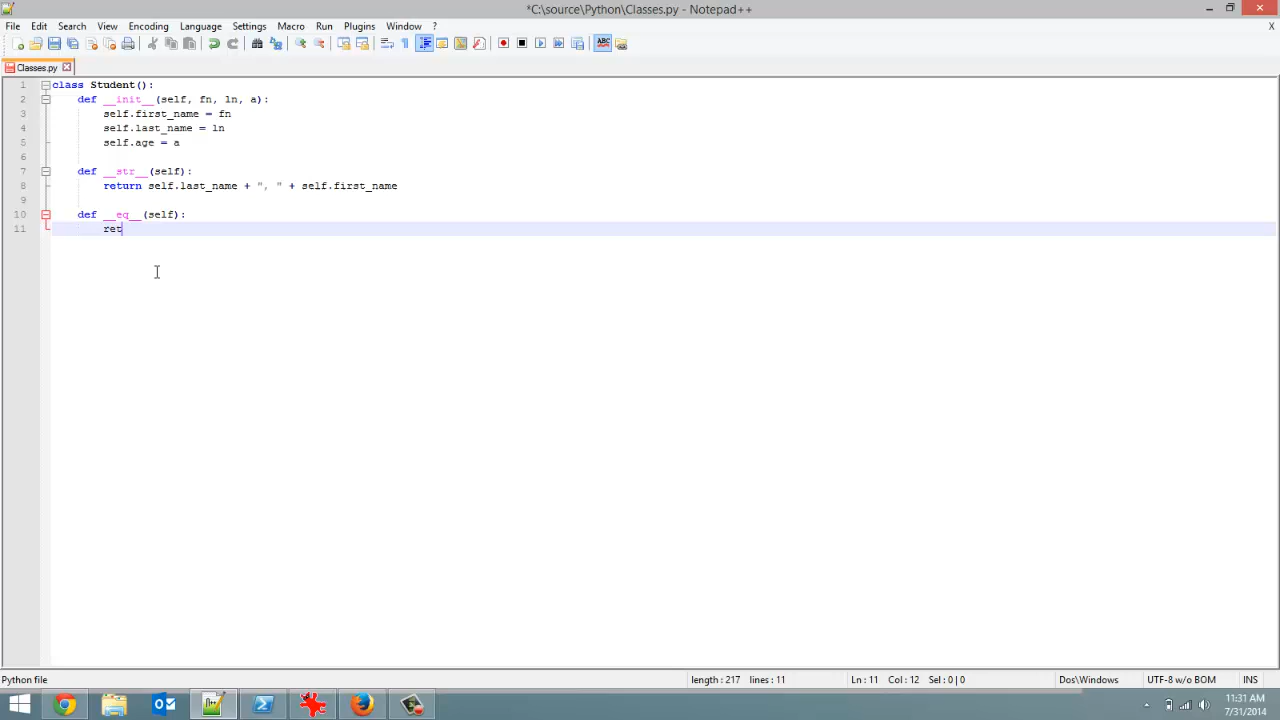 *C:\source\Python\Classes.py - Notepad++
File Edit Search View Encoding Language Settings Macro Run Plugins Window ? X
Classes.py
1 class Student():
2 def __init__(self, fn, ln, a):
3 self.first_name = fn
4 self.last_name = ln
5 self.age = a
6
7 def __str__(self):
8 return self.last_name + ", " + self.first_name
9
10 def __eq__(self):
11 ret
Python file length : 217 lines : 11 Ln : 11 Col : 12 Sel : 0 | 0 Dos\Windows UTF-8 w/o BOM INS
11:31 AM
7/31/2014